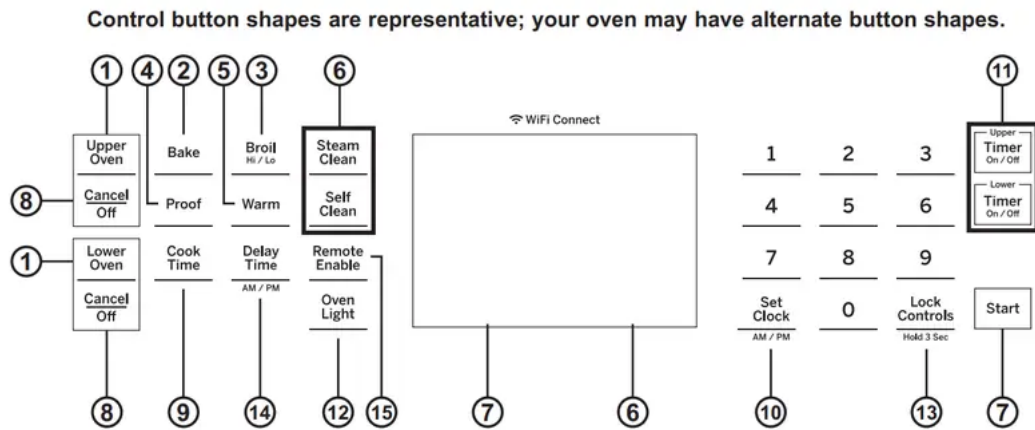 Control button shapes are representative; your oven may have alternate button shapes.
1 4 2 5 3 6 11
WiFi Connect
Upper
Oven
Cancel
Off
8
Bake
Broil
Hi / Lo
Proof
Warm
Steam
Clean
Self
Clean
1
Lower
Oven
Cancel
Off
Cook
Time
Delay
Time
AM / PM
Remote
Enable
Oven
Light
1 2 3
4 5 6
7 8 9
Set
Clock
AM / PM
0
Lock
Controls
Hold 3 Sec
Upper
Timer
On / Off
Lower
Timer
On / Off
Start
8 9 14 12 15 7 6 10 13 7